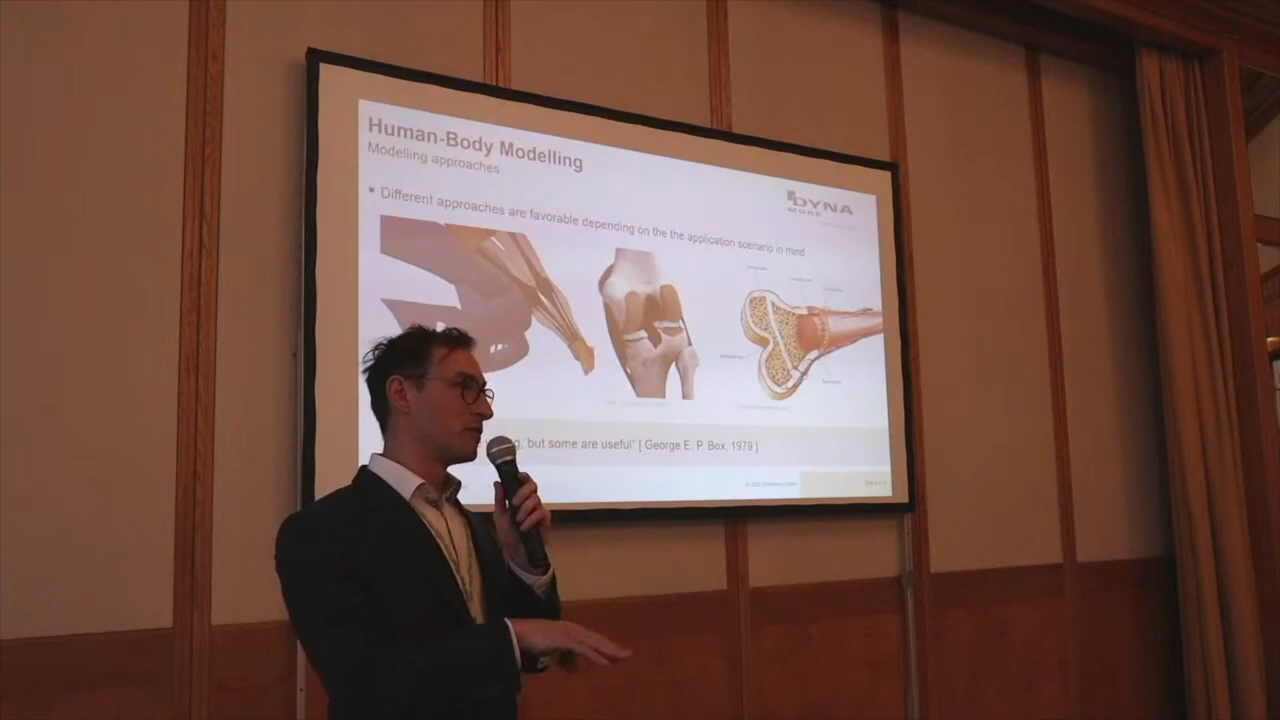 Human-Body Modelling
Modelling approaches
DYNA
MORE
▪ Different approaches are favorable depending on the the application scenario in mind
but some are useful" [ George E. P. Box, 1979 ]